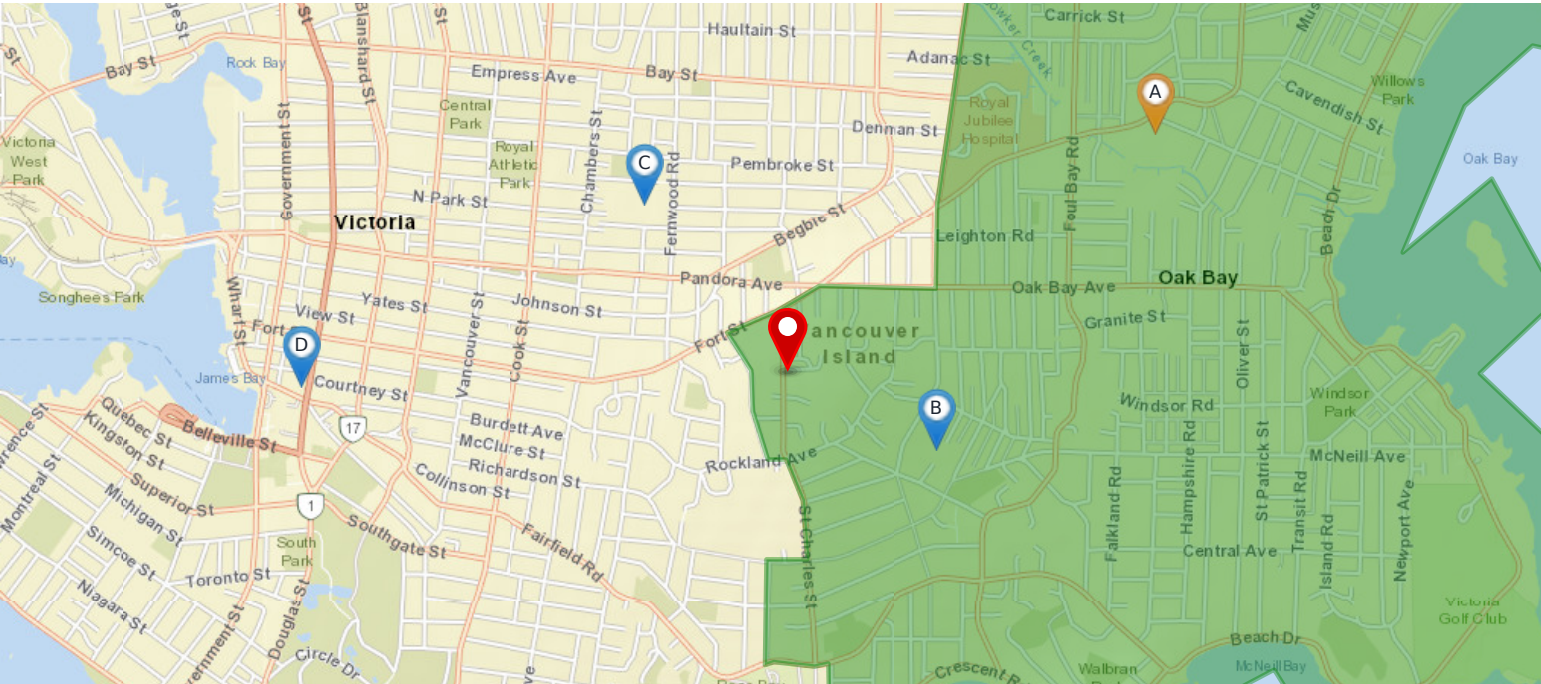 Haultain St
Carrick St
Adanac St
Bay St
Rock Bay
Empress Ave
Bay St
Blanshard St
Cavendish St
Willows
Park
Central
Park
Royal
Jubilee
Hospital
Denman St
Victoria
West
Park
Government St
Royal
Athletic
Park
Chambers St
Pembroke St
Fernwood Rd
Foul Bay Rd
Oak Bay
A
C
N Park St
Victoria
Begbie St
Leighton Rd
Beach Dr
Pandora Ave
Oak Bay Ave
Oak Bay
Songhees Park
Wharf St
Yates St
View St
Johnson St
Vancouver St
Cook St
Fort St
Granite St
Oliver St
Island
D
James Bay
Courtney St
B
Windsor Rd
Windsor
Park
Quebec St
Kingston St
Belleville St
17
Burdett Ave
McClure St
Richardson St
Collinson St
Rockland Ave
McNeill Ave
Montreal St
Superior St
Michigan St
1
Southgate St
Fairfield Rd
St Charles St
Falkland Rd
Hampshire Rd
St Patrick St
Transit Rd
Island Rd
Newport Ave
Central Ave
Simcoe St
South
Park
Toronto St
Niagara St
Douglas St
Circle Dr
Victoria
Golf Club
Beach Dr
McNeill Bay
Walbran